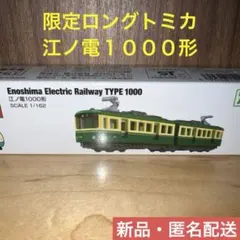 限定ロングトミカ
江ノ電１０００形
Enoshima Electric Railway TYPE 1000
江ノ電1000形
SCALE 1/162
新品・匿名配送